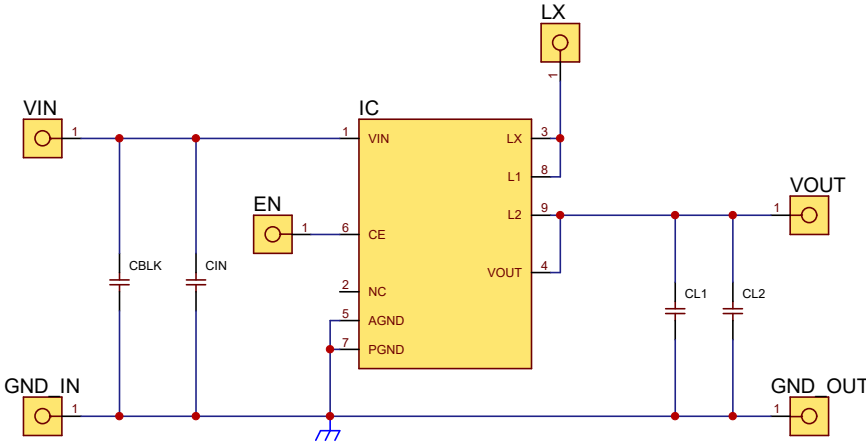 LX
1
VIN
1
IC
1 VIN
LX 3
L1 8
EN
1
6 CE
L2 9
VOUT
1
CBLK
CIN
VOUT 4
2 NC
CL1
CL2
5 AGND
7 PGND
GND_IN
1
GND_OUT
1